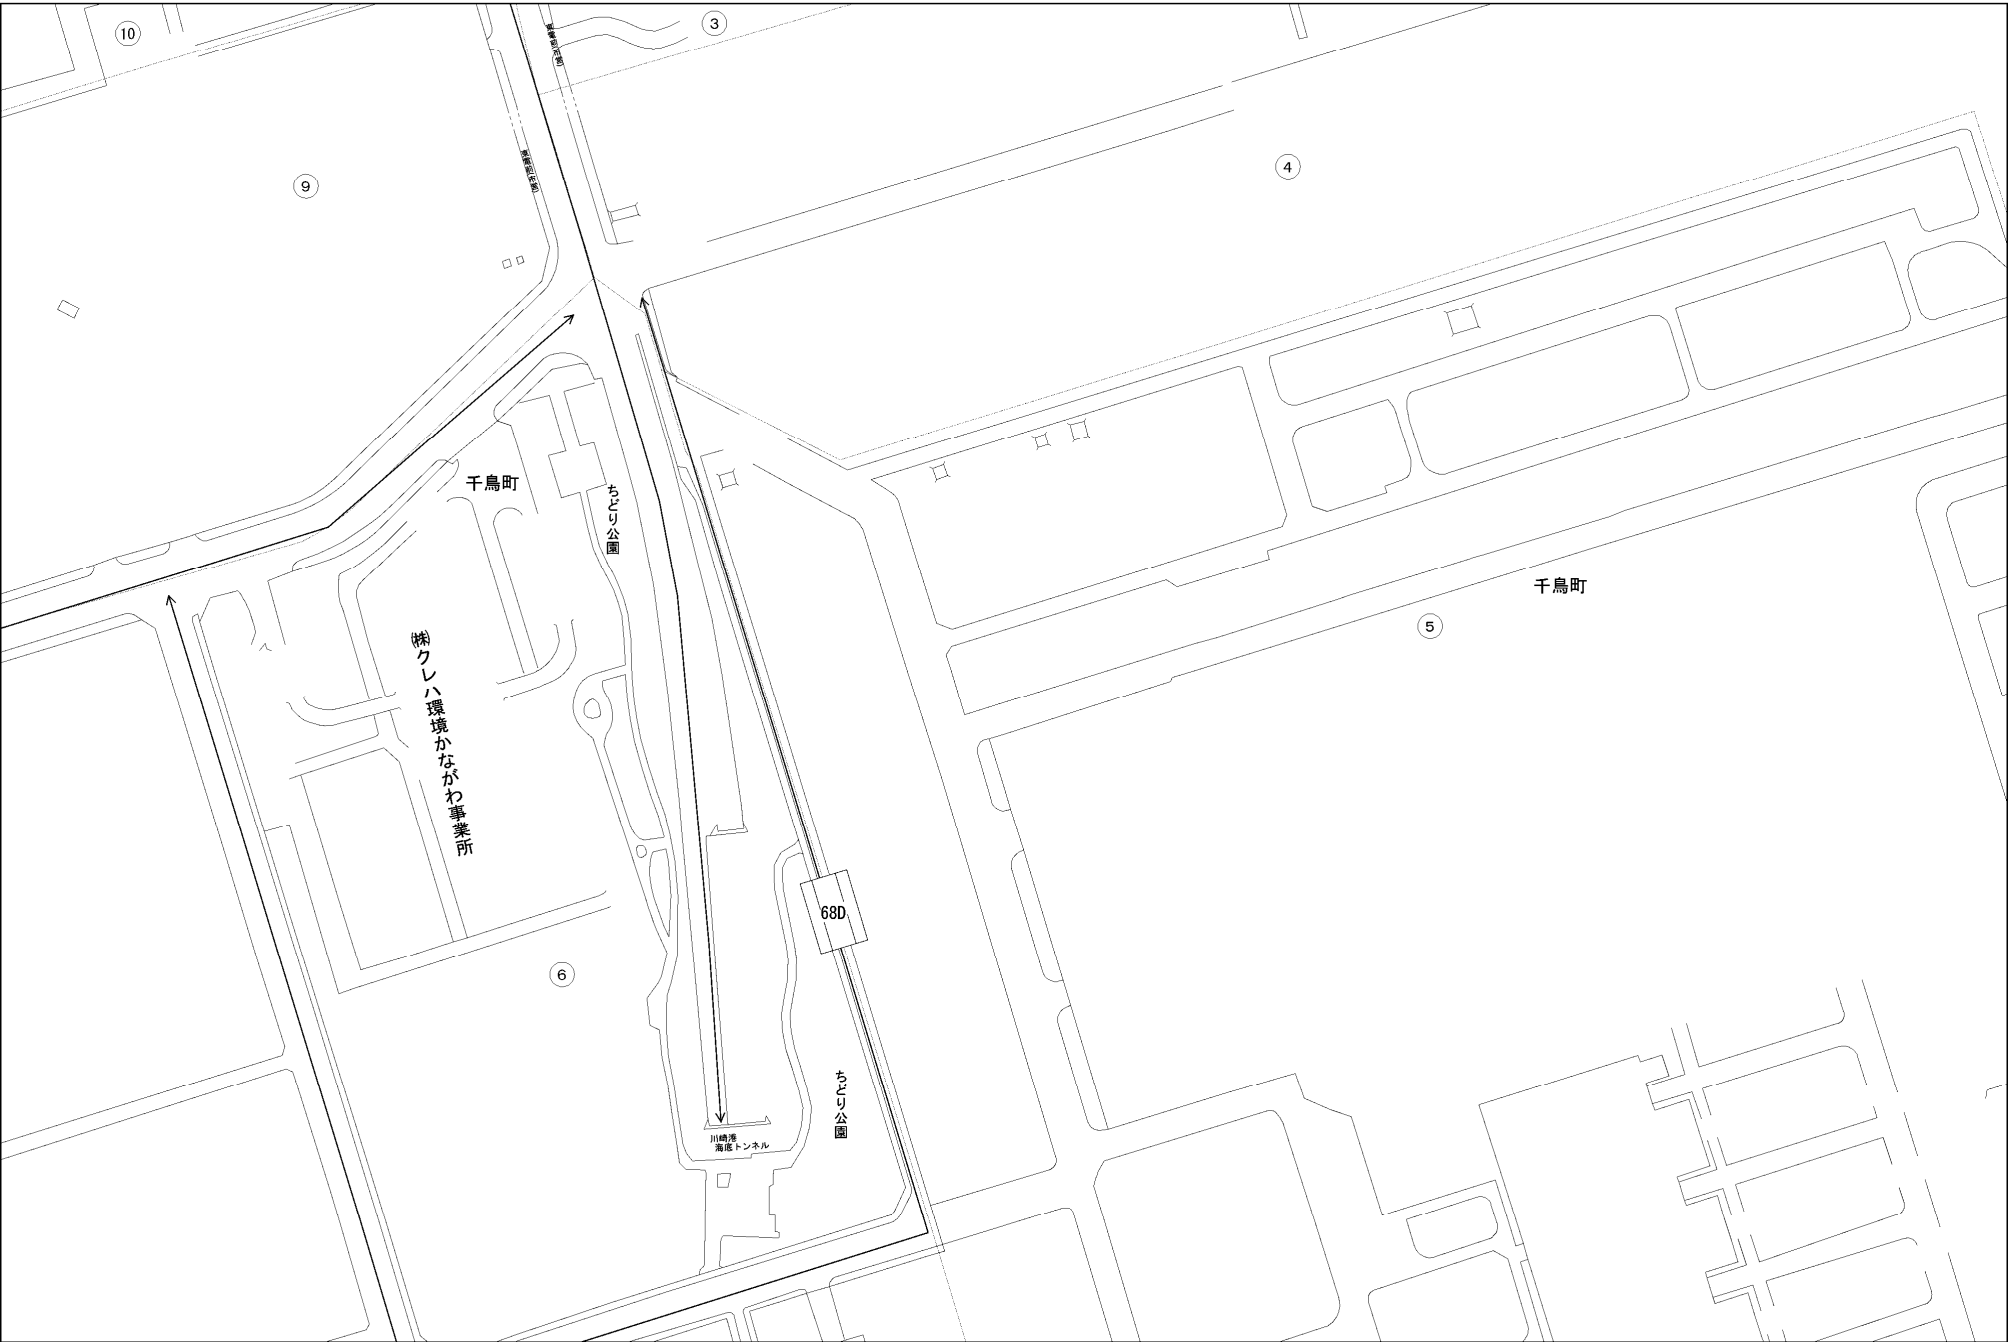 ⑩
③
⑨
④
千鳥町
ちどり公園
千鳥町
⑤
㈱クレハ環境かながわ事業所
68D
⑥
ちどり公園
川崎港
海底トンネル